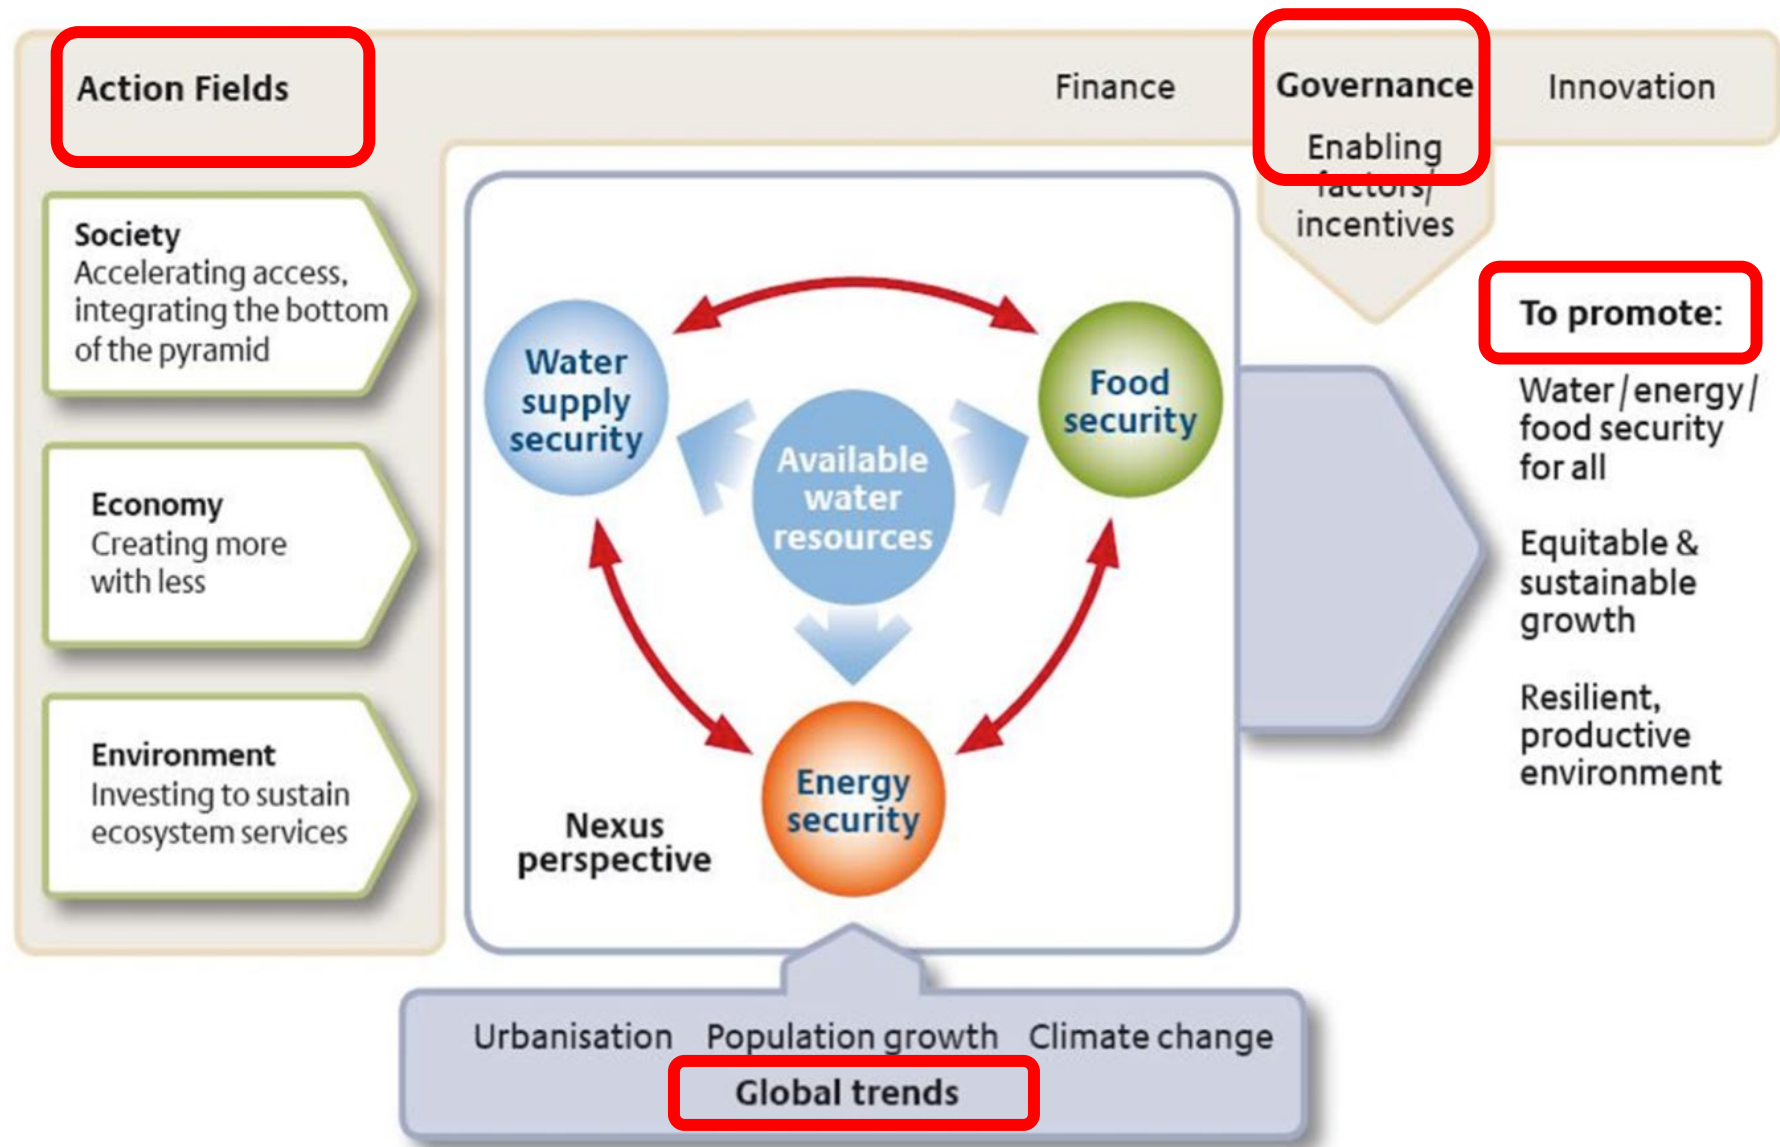 Action Fields
Finance
Governance
Innovation
Enabling
factors/
incentives
Society
Accelerating access,
integrating the bottom
of the pyramid
Economy
Creating more
with less
Environment
Investing to sustain
ecosystem services
Water
supply
security
Food
security
Available
water
resources
Energy
security
Nexus
perspective
To promote:
Water / energy /
food security
for all
Equitable &
sustainable
growth
Resilient,
productive
environment
Urbanisation Population growth Climate change
Global trends